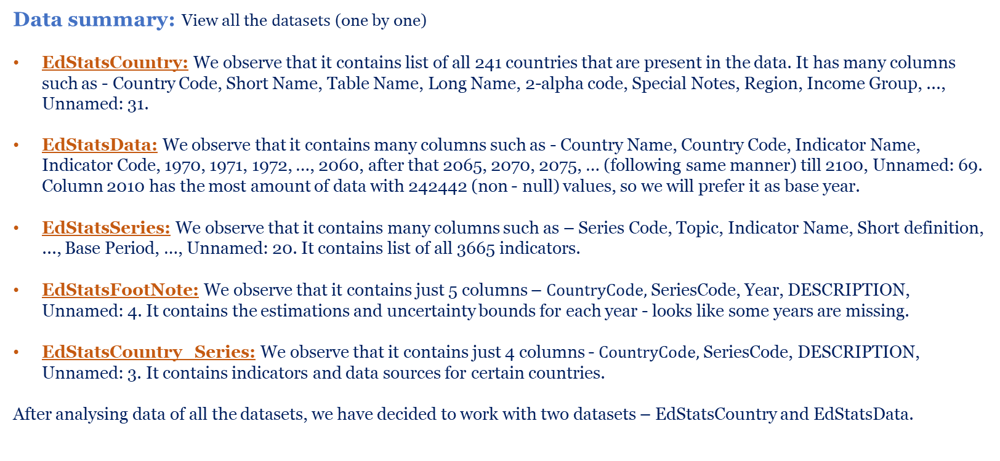 Data summary: View all the datasets (one by one)
• EdStatsCountry: We observe that it contains list of all 241 countries that are present in the data. It has many columns
such as - Country Code, Short Name, Table Name, Long Name, 2-alpha code, Special Notes, Region, Income Group, ...,
Unnamed: 31.
• EdStatsData: We observe that it contains many columns such as - Country Name, Country Code, Indicator Name,
Indicator Code, 1970, 1971, 1972, ..., 2060, after that 2065, 2070, 2075, ... (following same manner) till 2100, Unnamed: 69.
Column 2010 has the most amount of data with 242442 (non - null) values, so we will prefer it as base year.
• EdStatsSeries: We observe that it contains many columns such as – Series Code, Topic, Indicator Name, Short definition,
..., Base Period, ..., Unnamed: 20. It contains list of all 3665 indicators.
• EdStatsFootNote: We observe that it contains just 5 columns – CountryCode, SeriesCode, Year, DESCRIPTION,
Unnamed: 4. It contains the estimations and uncertainty bounds for each year - looks like some years are missing.
• EdStatsCountry_Series: We observe that it contains just 4 columns - CountryCode, SeriesCode, DESCRIPTION,
Unnamed: 3. It contains indicators and data sources for certain countries.
After analysing data of all the datasets, we have decided to work with two datasets – EdStatsCountry and EdStatsData.